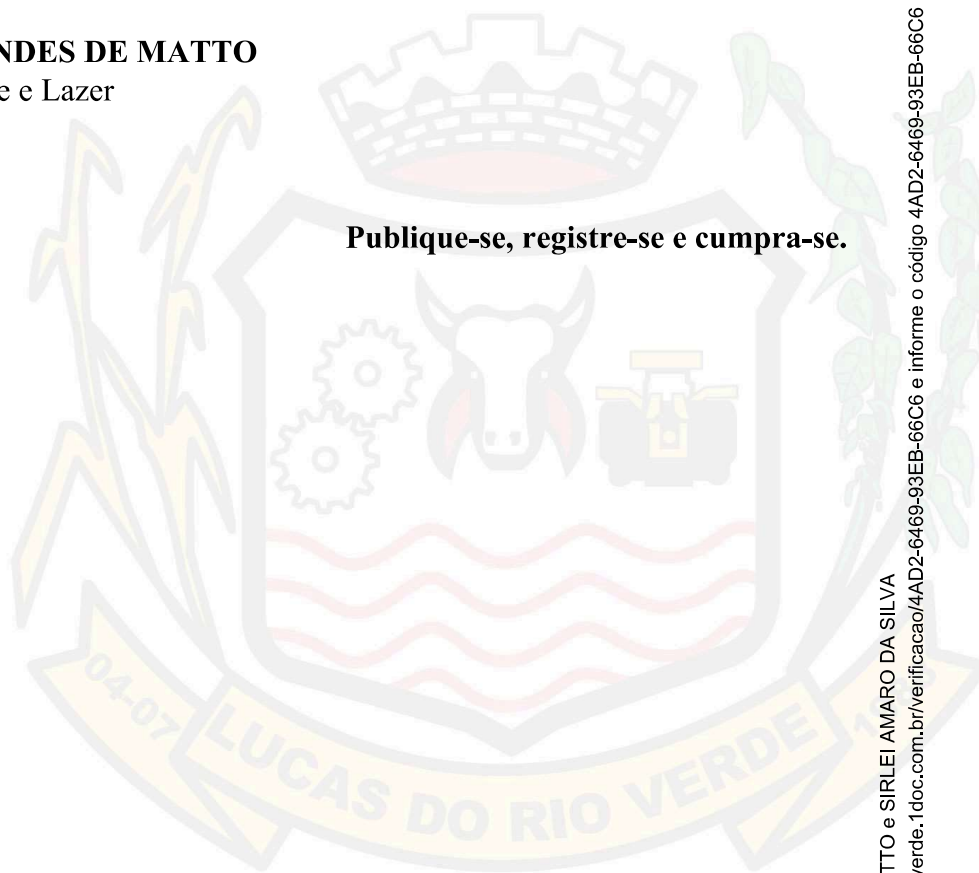 NDES DE MATTO
e e Lazer
Publique-se, registre-se e cumpra-se.
04-07
LUCAS DO RIO VERDE
TTO e SIRLEI AMARO DA SILVA
verde.1doc.com.br/verificacao/4AD2-6469-93EB-66C6 e informe o código 4AD2-6469-93EB-66C6